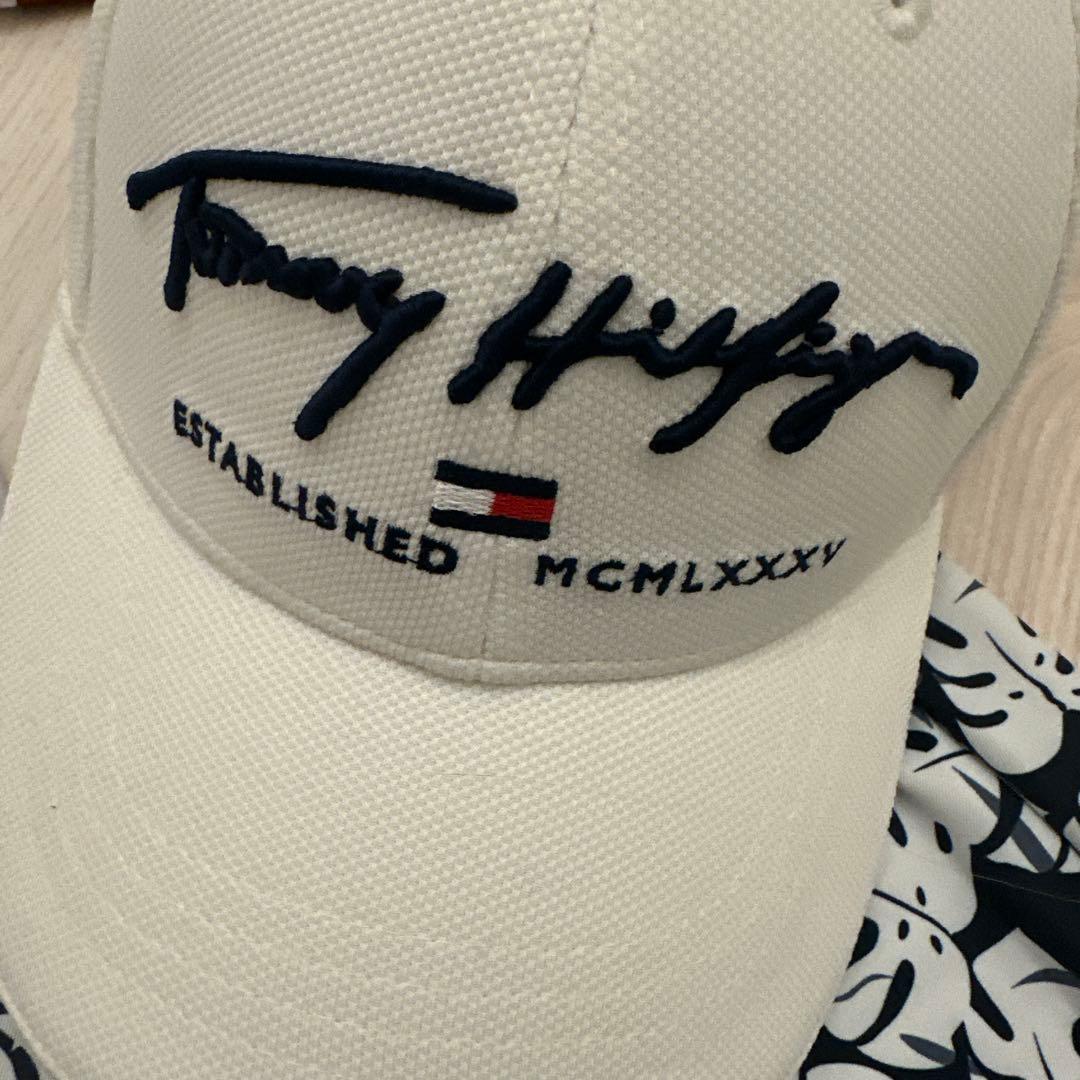 Tommy Hilfiger
ESTABLISHED MCMLXXXV